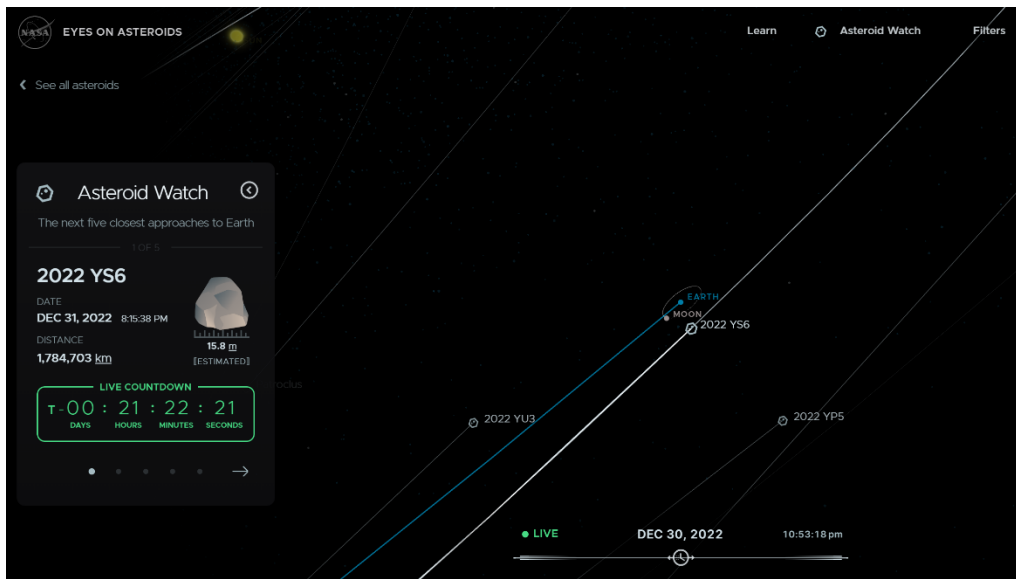 NASA
EYES ON ASTEROIDS
Learn
Asteroid Watch
Filters
See all asteroids
Asteroid Watch
The next five closest approaches to Earth
1 OF 5
2022 YS6
DATE
DEC 31, 2022 8:15:38 PM
DISTANCE
1,784,703 km
15.8 m
[ESTIMATED]
LIVE COUNTDOWN
T - 00 : 21 : 22 : 21
DAYS HOURS MINUTES SECONDS
EARTH
MOON
2022 YS6
2022 YU3
2022 YP5
LIVE
DEC 30, 2022
10:53:18 pm